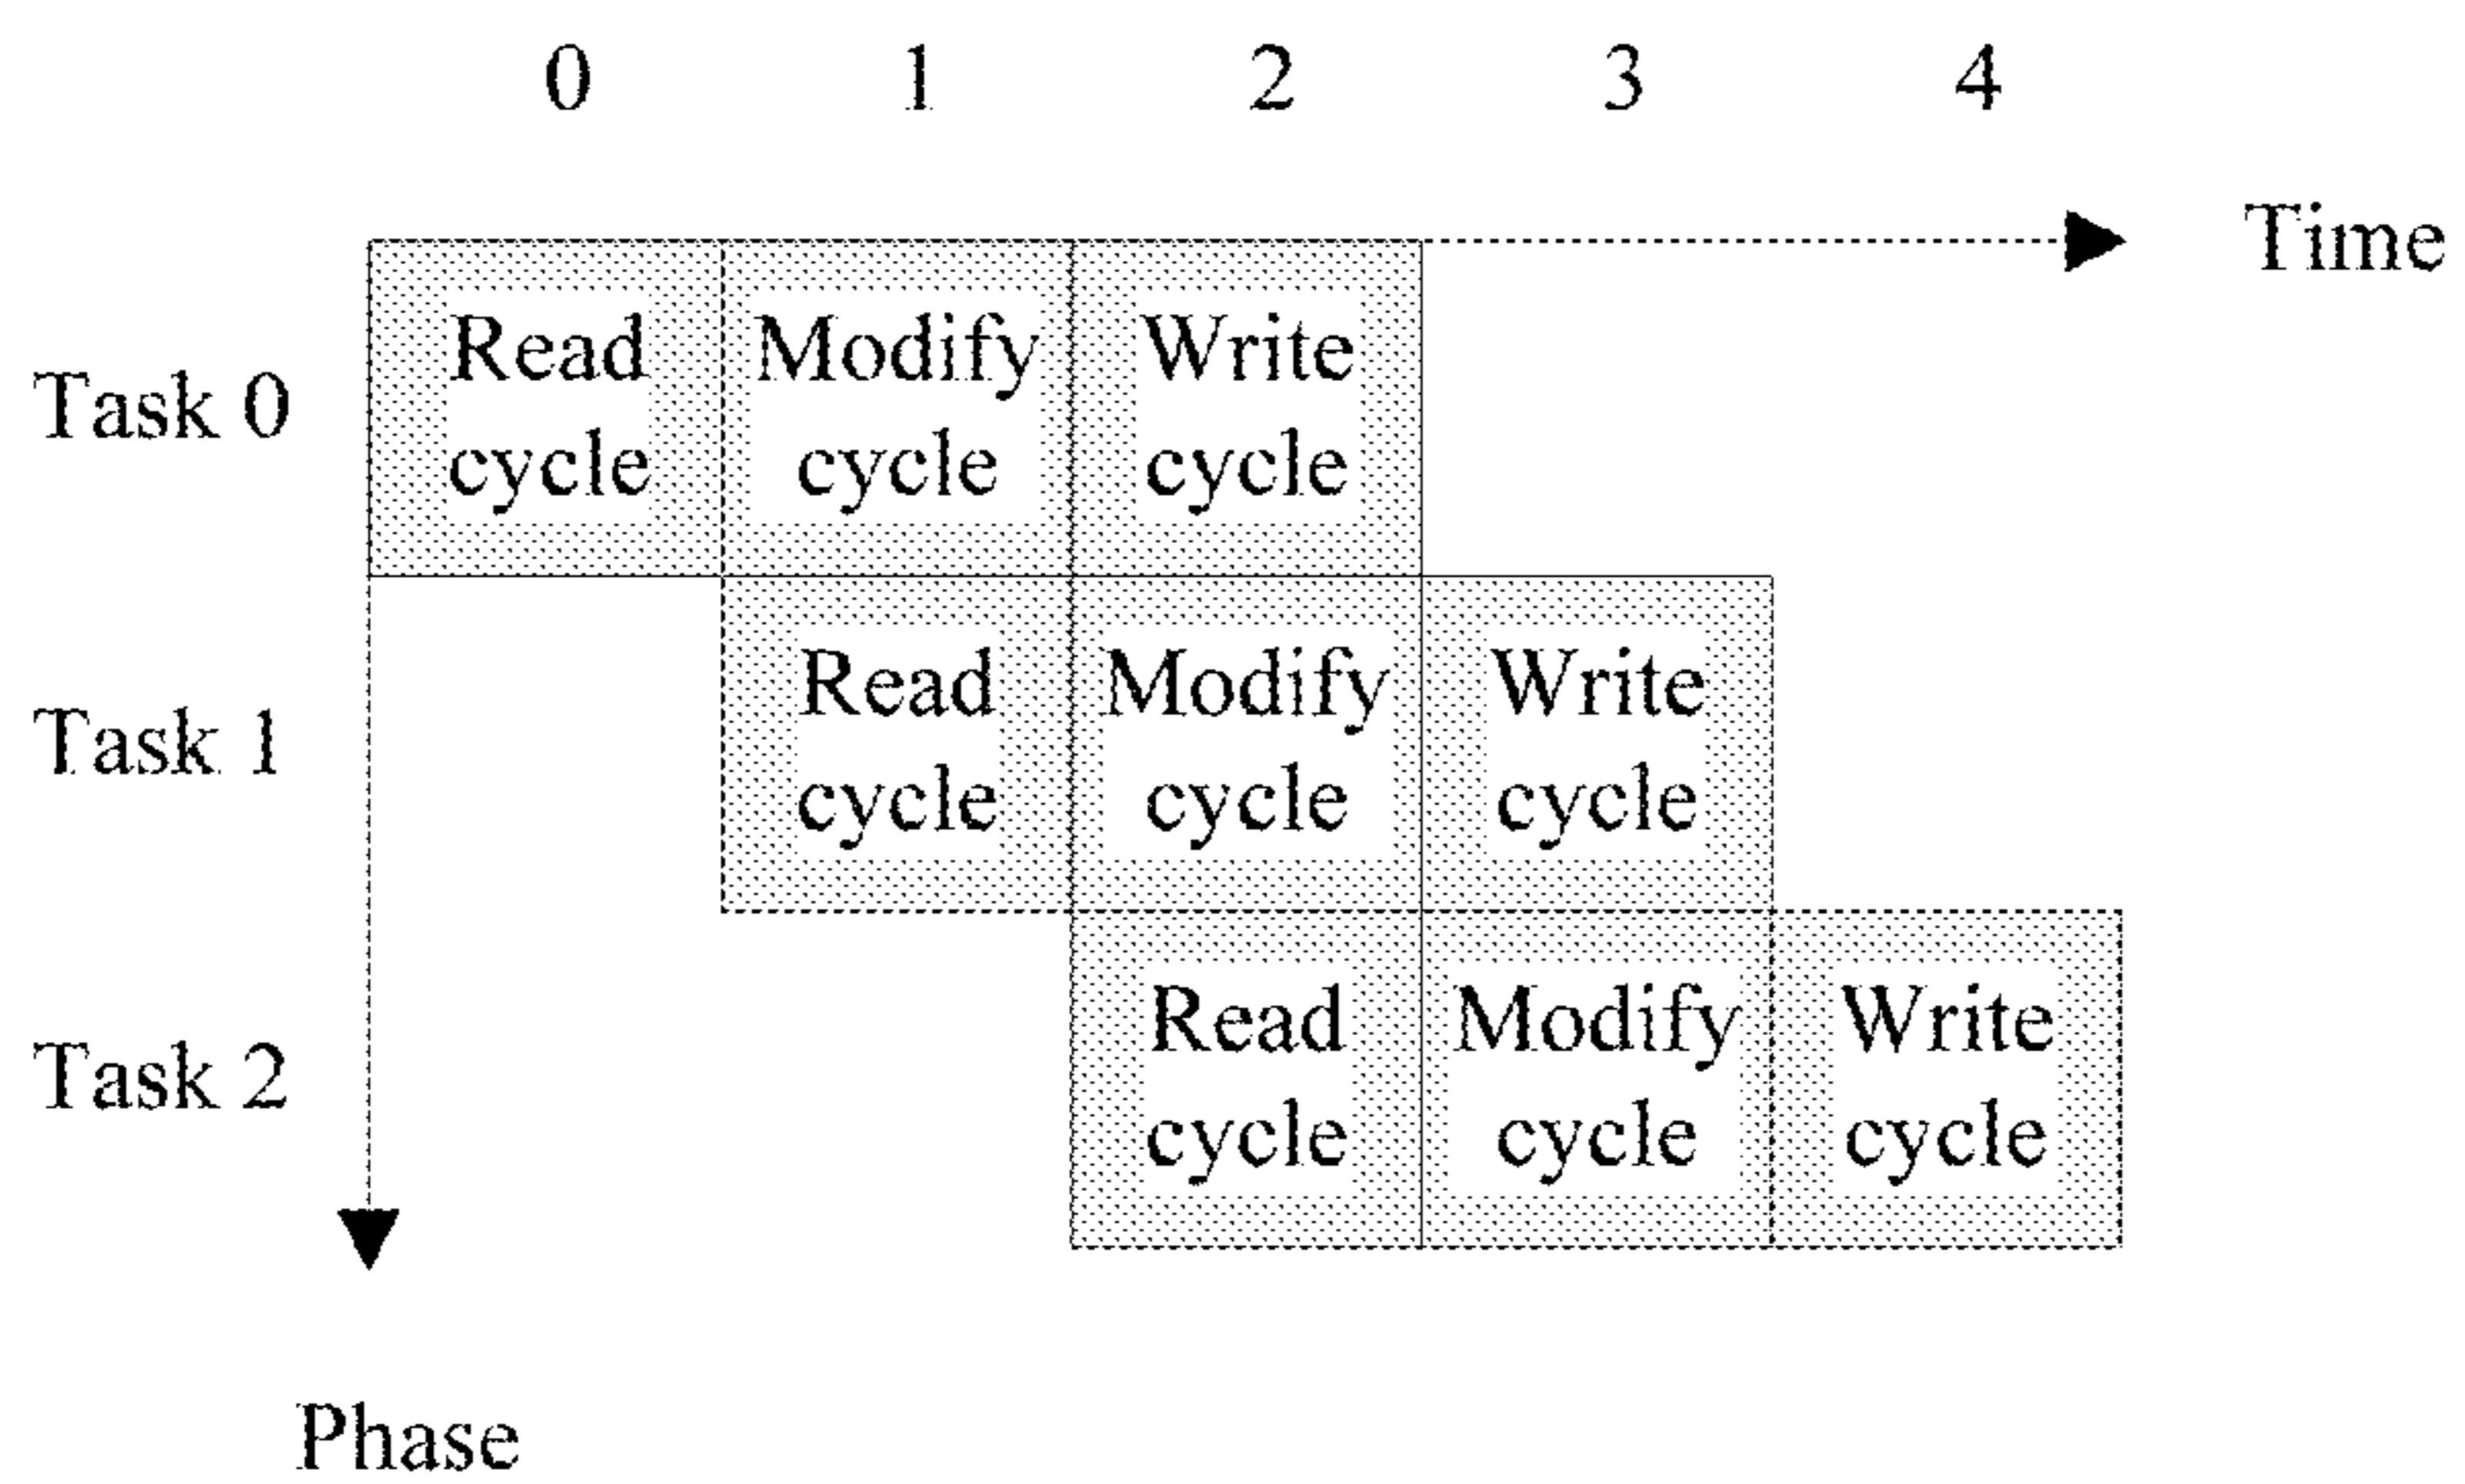 0 1 2 3 4
Time
Read Modify Write
Task 0
cycle cycle cycle
Read Modify Write
Task 1
cycle cycle cycle
Read Modify Write
Task 2
cycle cycle cycle
Phase